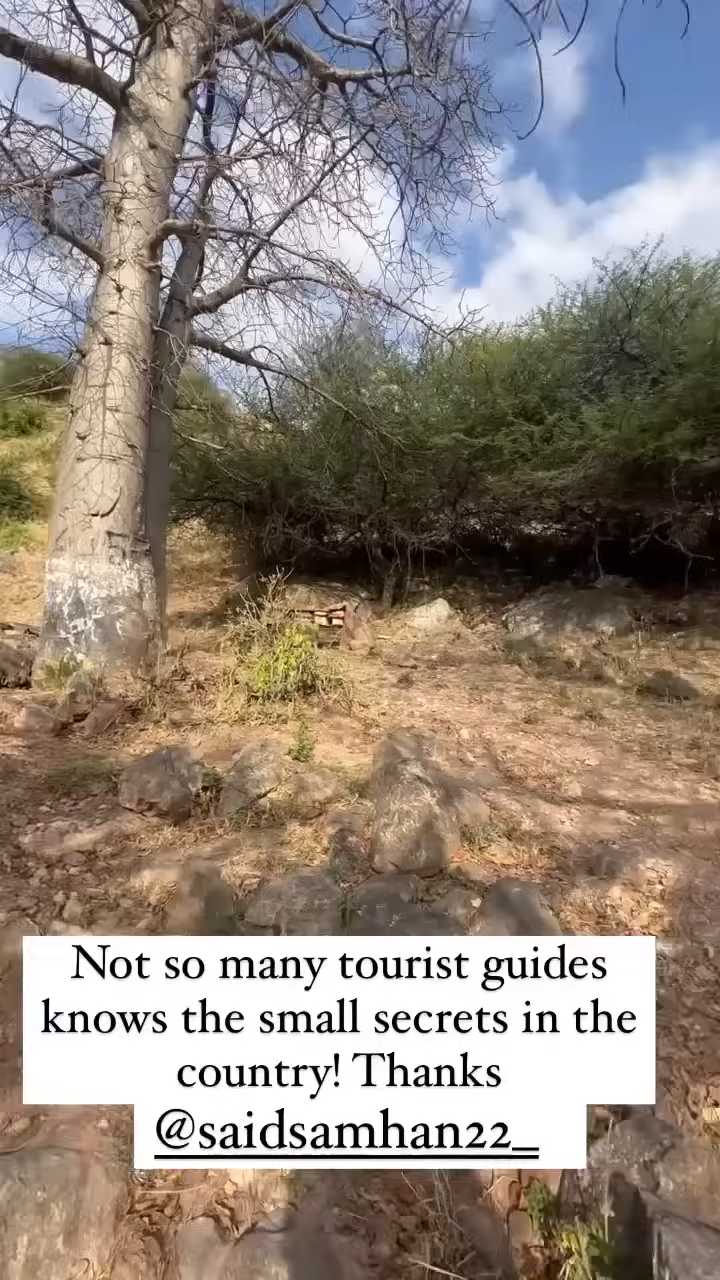 Not so many tourist guides
knows the small secrets in the
country! Thanks
@saidsamhan22_